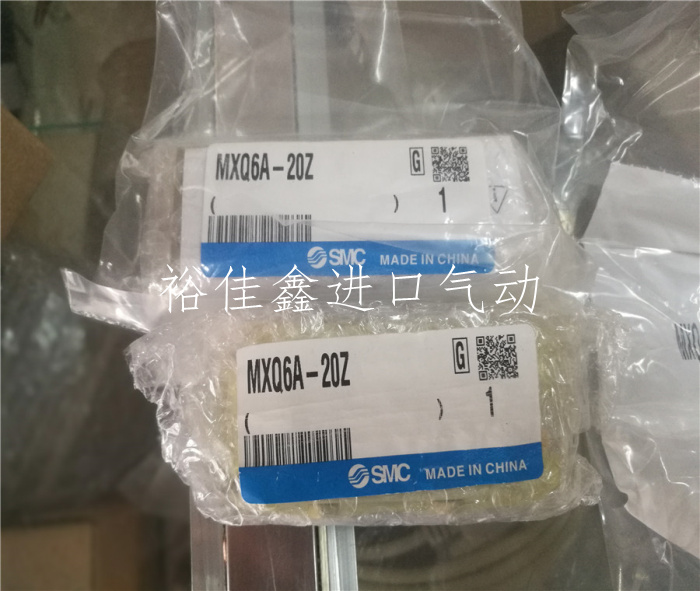 MXQ6A-20Z
G
( ) 1
SMC MADE IN CHINA
裕佳鑫进口气动
MXQ6A-20Z
G
( ) 1
SMC MADE IN CHINA